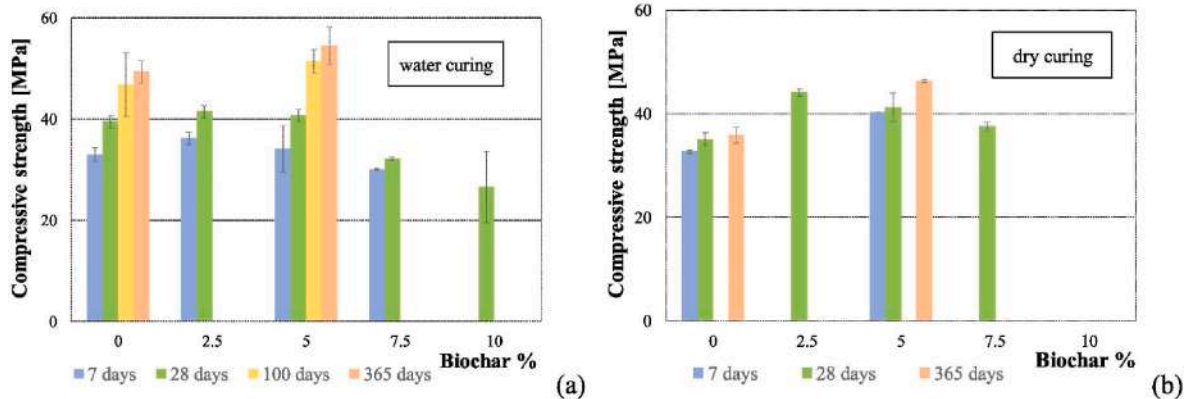 Compressive strength [MPa]
60
40
20
0
water curing
0 2.5 5 7.5 10
Biochar %
7 days 28 days 100 days 365 days
(a)
Compressive strength [MPa]
60
40
20
0
dry curing
0 2.5 5 7.5 10
Biochar %
7 days 28 days 365 days
(b)